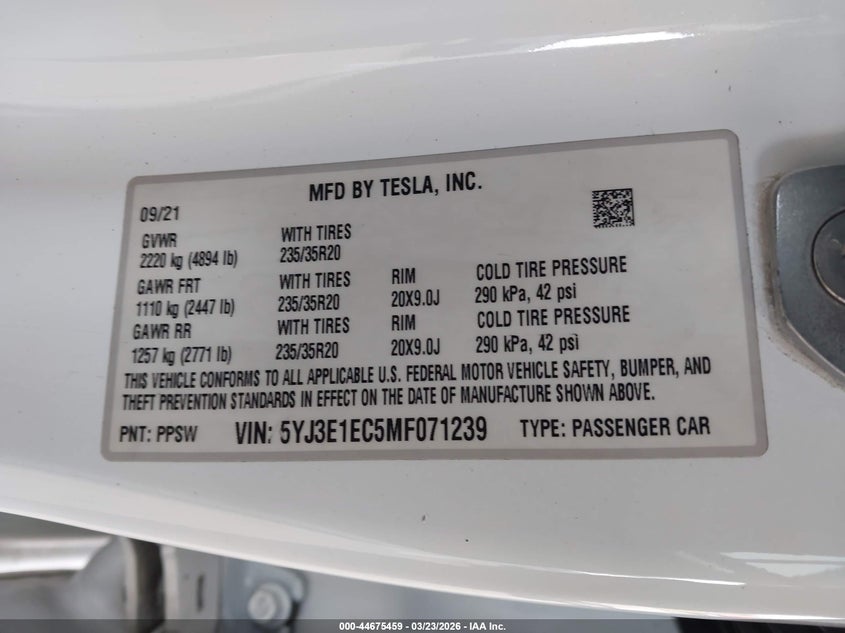 MFD BY TESLA, INC.
09/21
GVWR
2220 kg (4894 lb)
WITH TIRES
235/35R20
GAWR FRT
1110 kg (2447 lb)
WITH TIRES
235/35R20
RIM
20X9.0J
COLD TIRE PRESSURE
290 kPa, 42 psi
GAWR RR
1257 kg (2771 lb)
WITH TIRES
235/35R20
RIM
20X9.0J
COLD TIRE PRESSURE
290 kPa, 42 psi
THIS VEHICLE CONFORMS TO ALL APPLICABLE U.S. FEDERAL MOTOR VEHICLE SAFETY, BUMPER, AND
THEFT PREVENTION STANDARDS IN EFFECT ON THE DATE OF MANUFACTURE SHOWN ABOVE.
PNT: PPSW VIN: 5YJ3E1EC5MF071239 TYPE: PASSENGER CAR
000-44675459 - 03/23/2026 - IAA Inc.